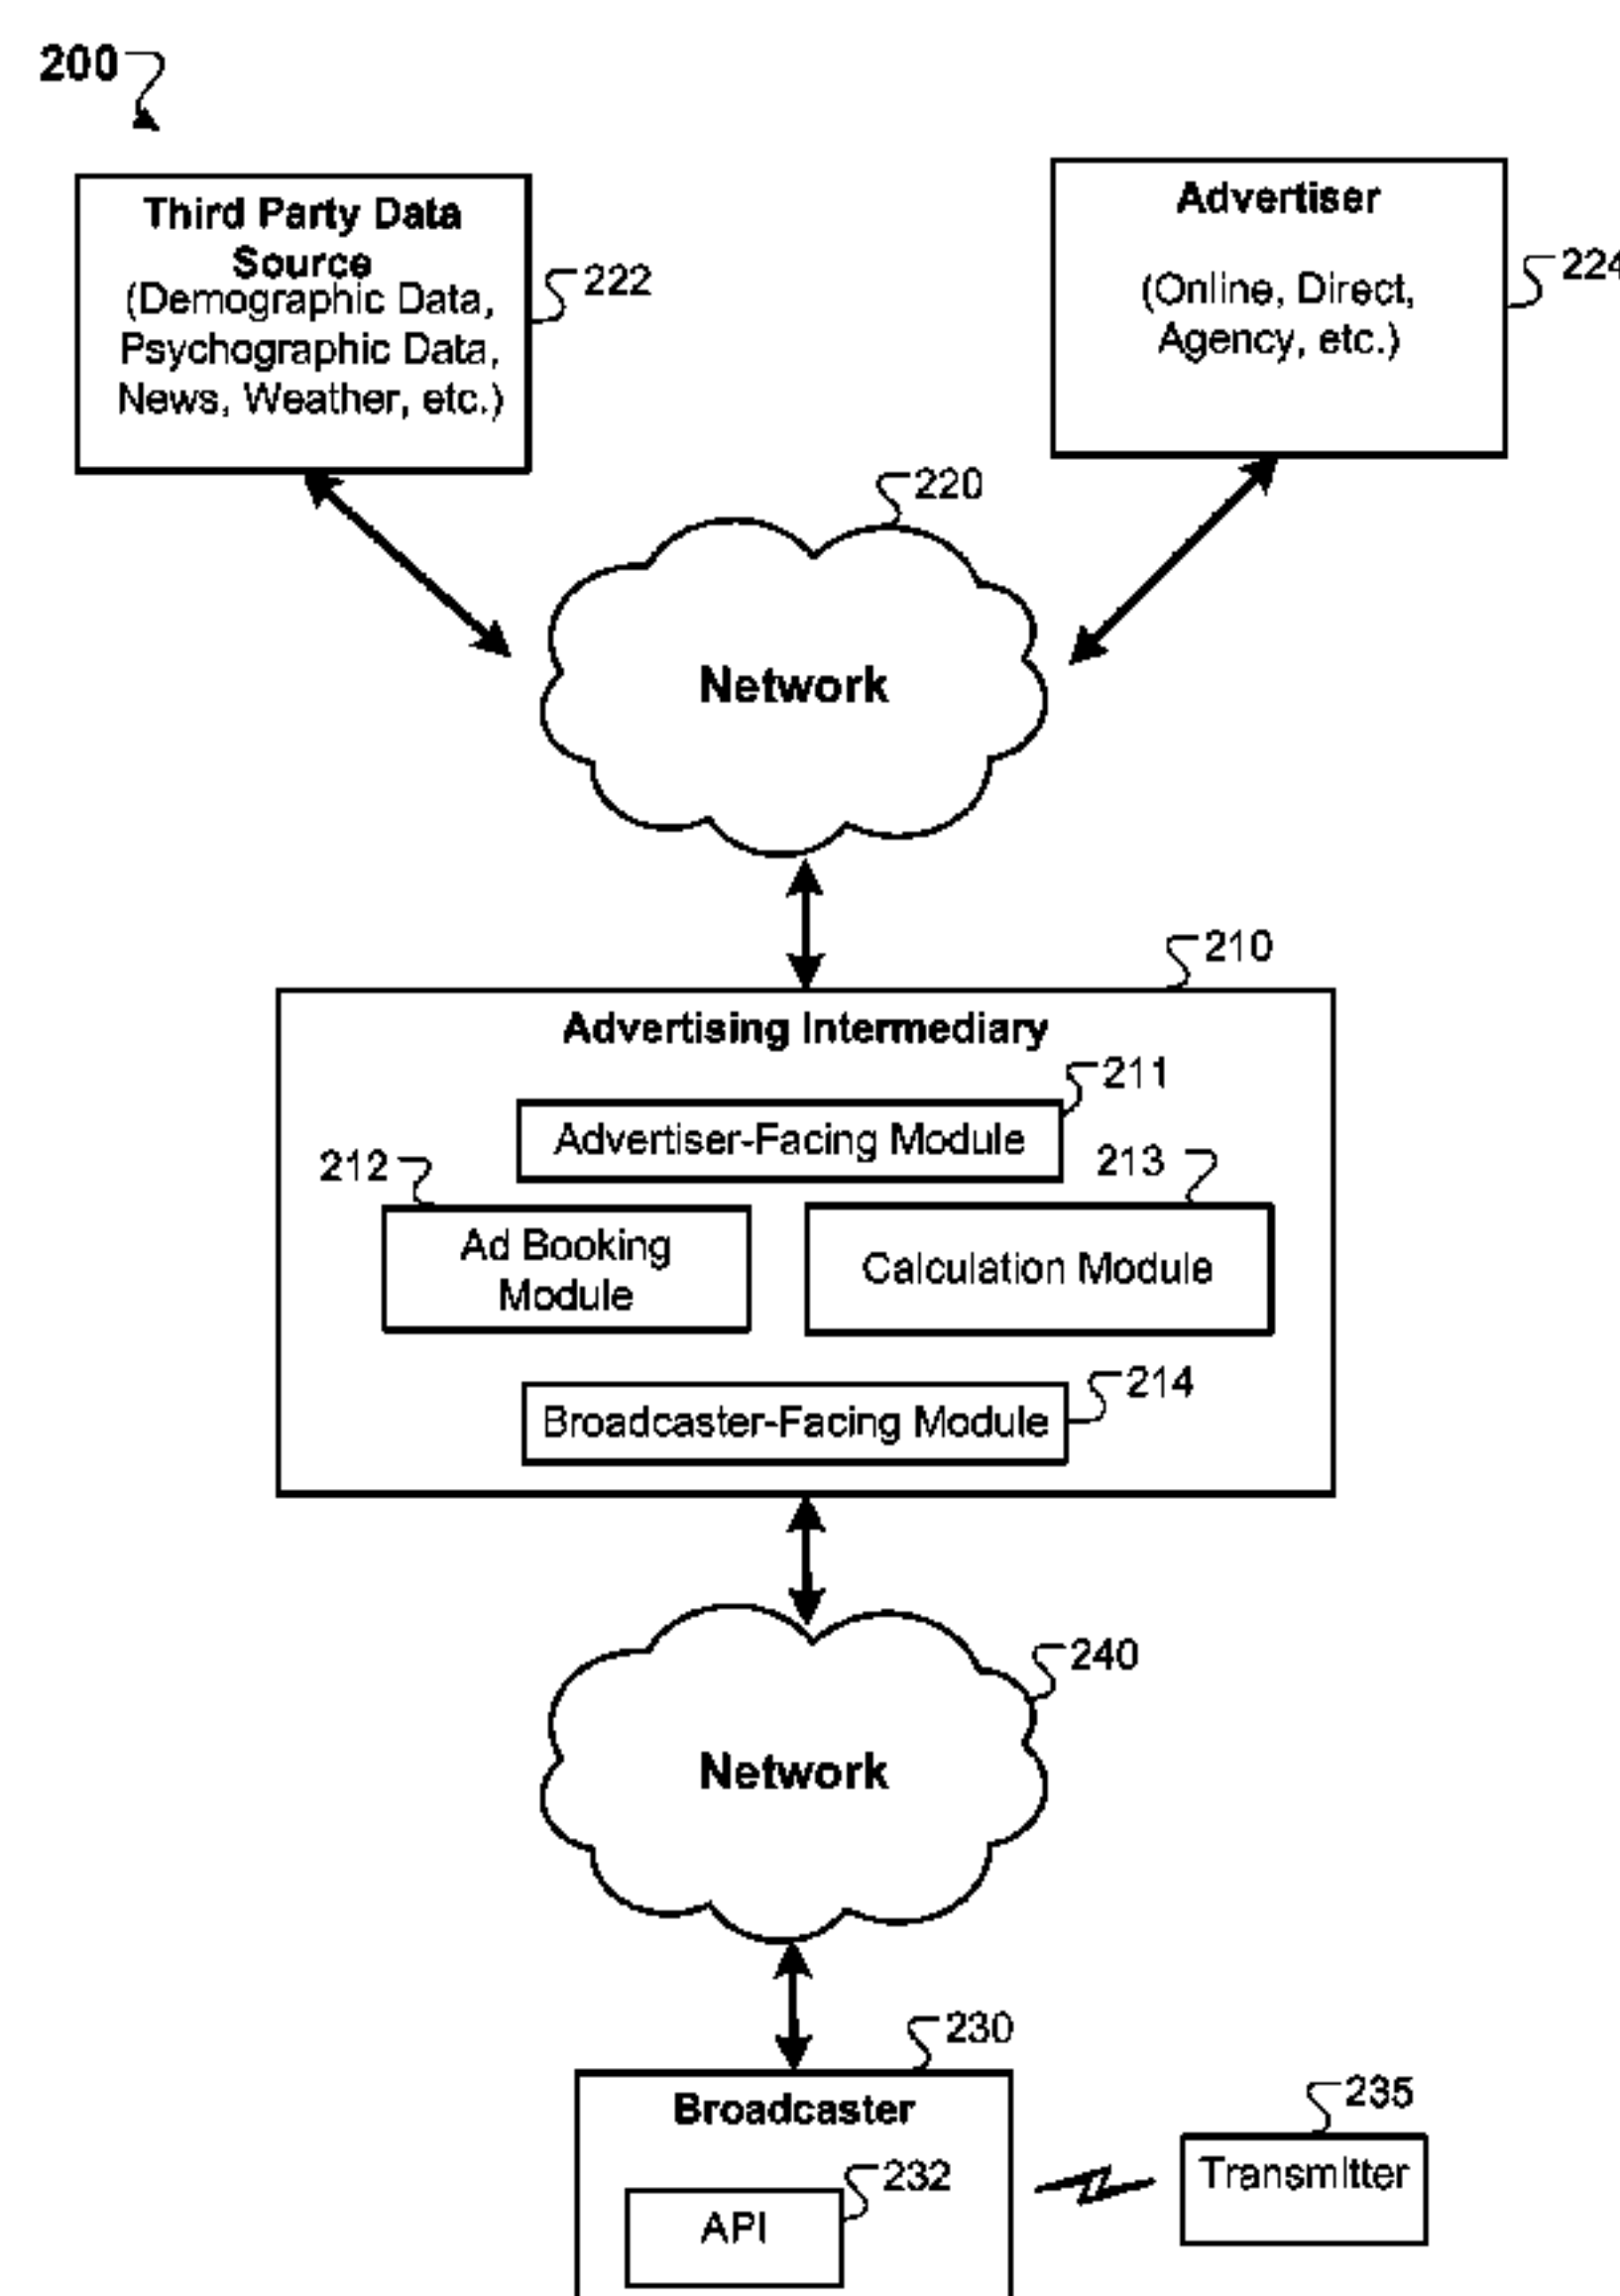 200
Third Party Data
Source
(Demographic Data,
Psychographic Data,
News, Weather, etc.)
222
Advertiser
(Online, Direct,
Agency, etc.)
224
220
Network
210
Advertising Intermediary
211
Advertiser-Facing Module
212
Ad Booking
Module
213
Calculation Module
214
Broadcaster-Facing Module
240
Network
230
Broadcaster
232
API
235
Transmitter